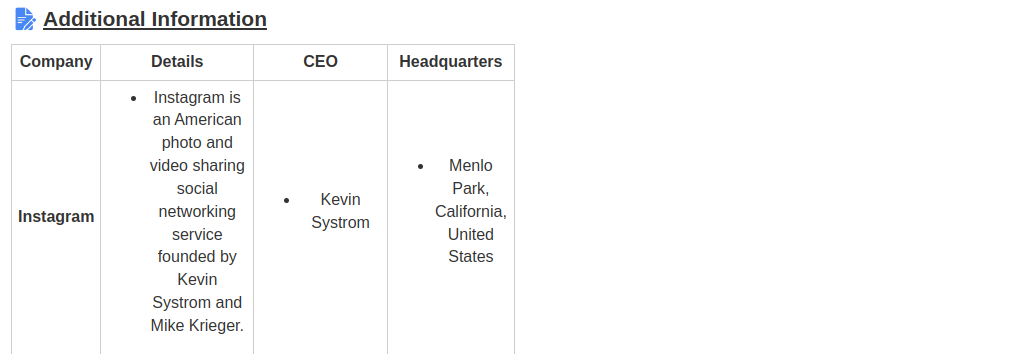 Additional Information
Company Details CEO Headquarters
Instagram
Instagram is
an American
photo and
video sharing
social
networking
service
founded by
Kevin
Systrom and
Mike Krieger.
Kevin
Systrom
Menlo
Park,
California,
United
States